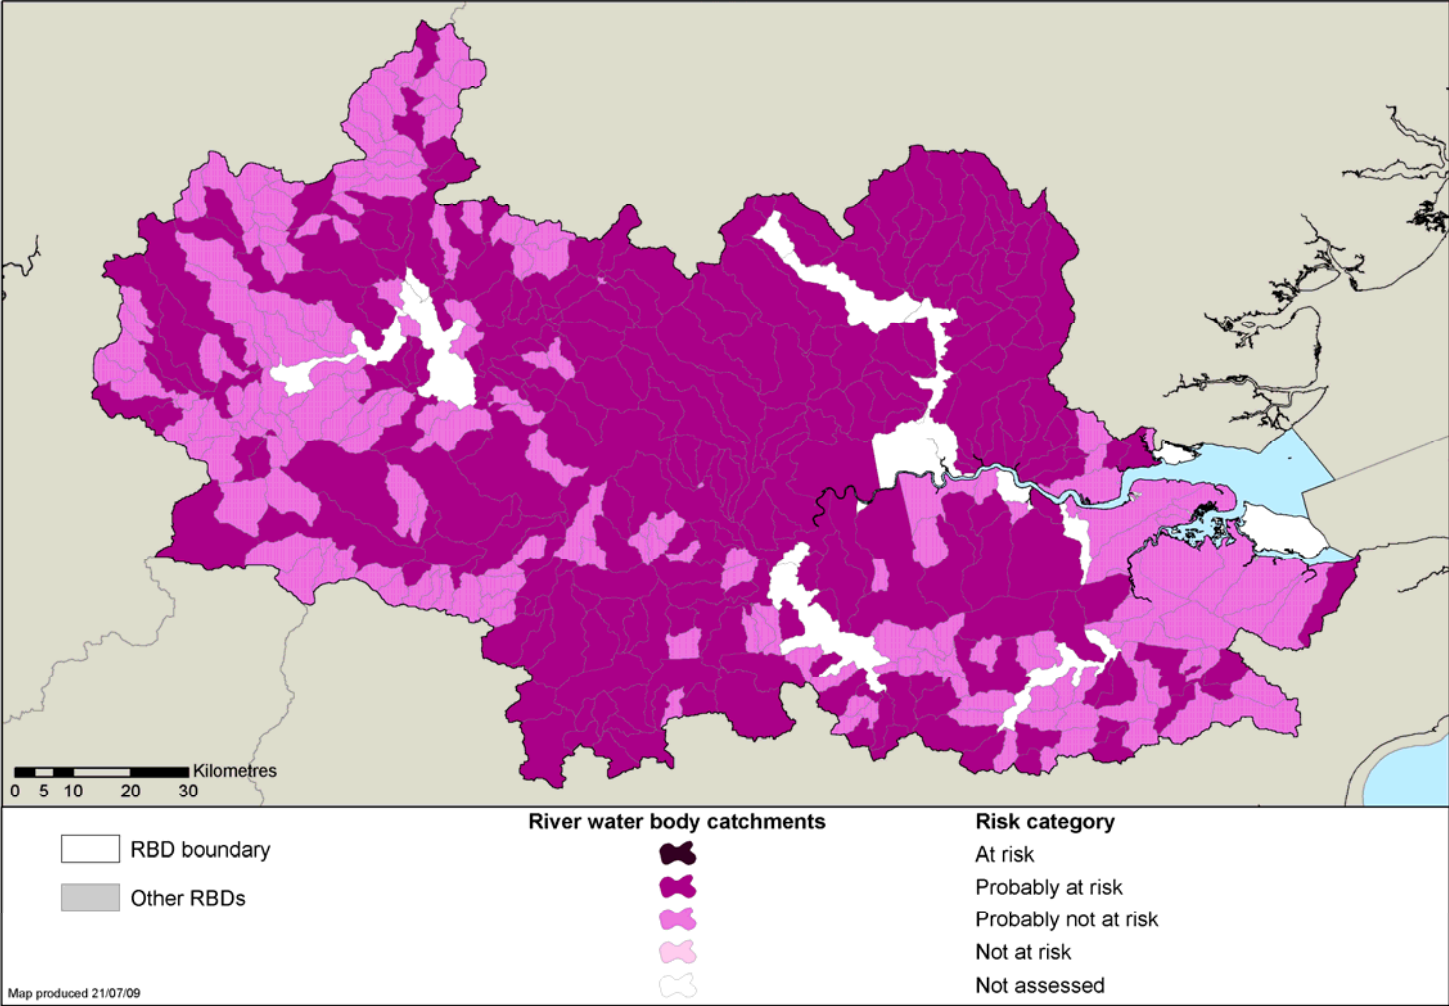 Kilometres
0 5 10 20 30
River water body catchments
Risk category
RBD boundary
Other RBDs
At risk
Probably at risk
Probably not at risk
Not at risk
Not assessed
Map produced 21/07/09